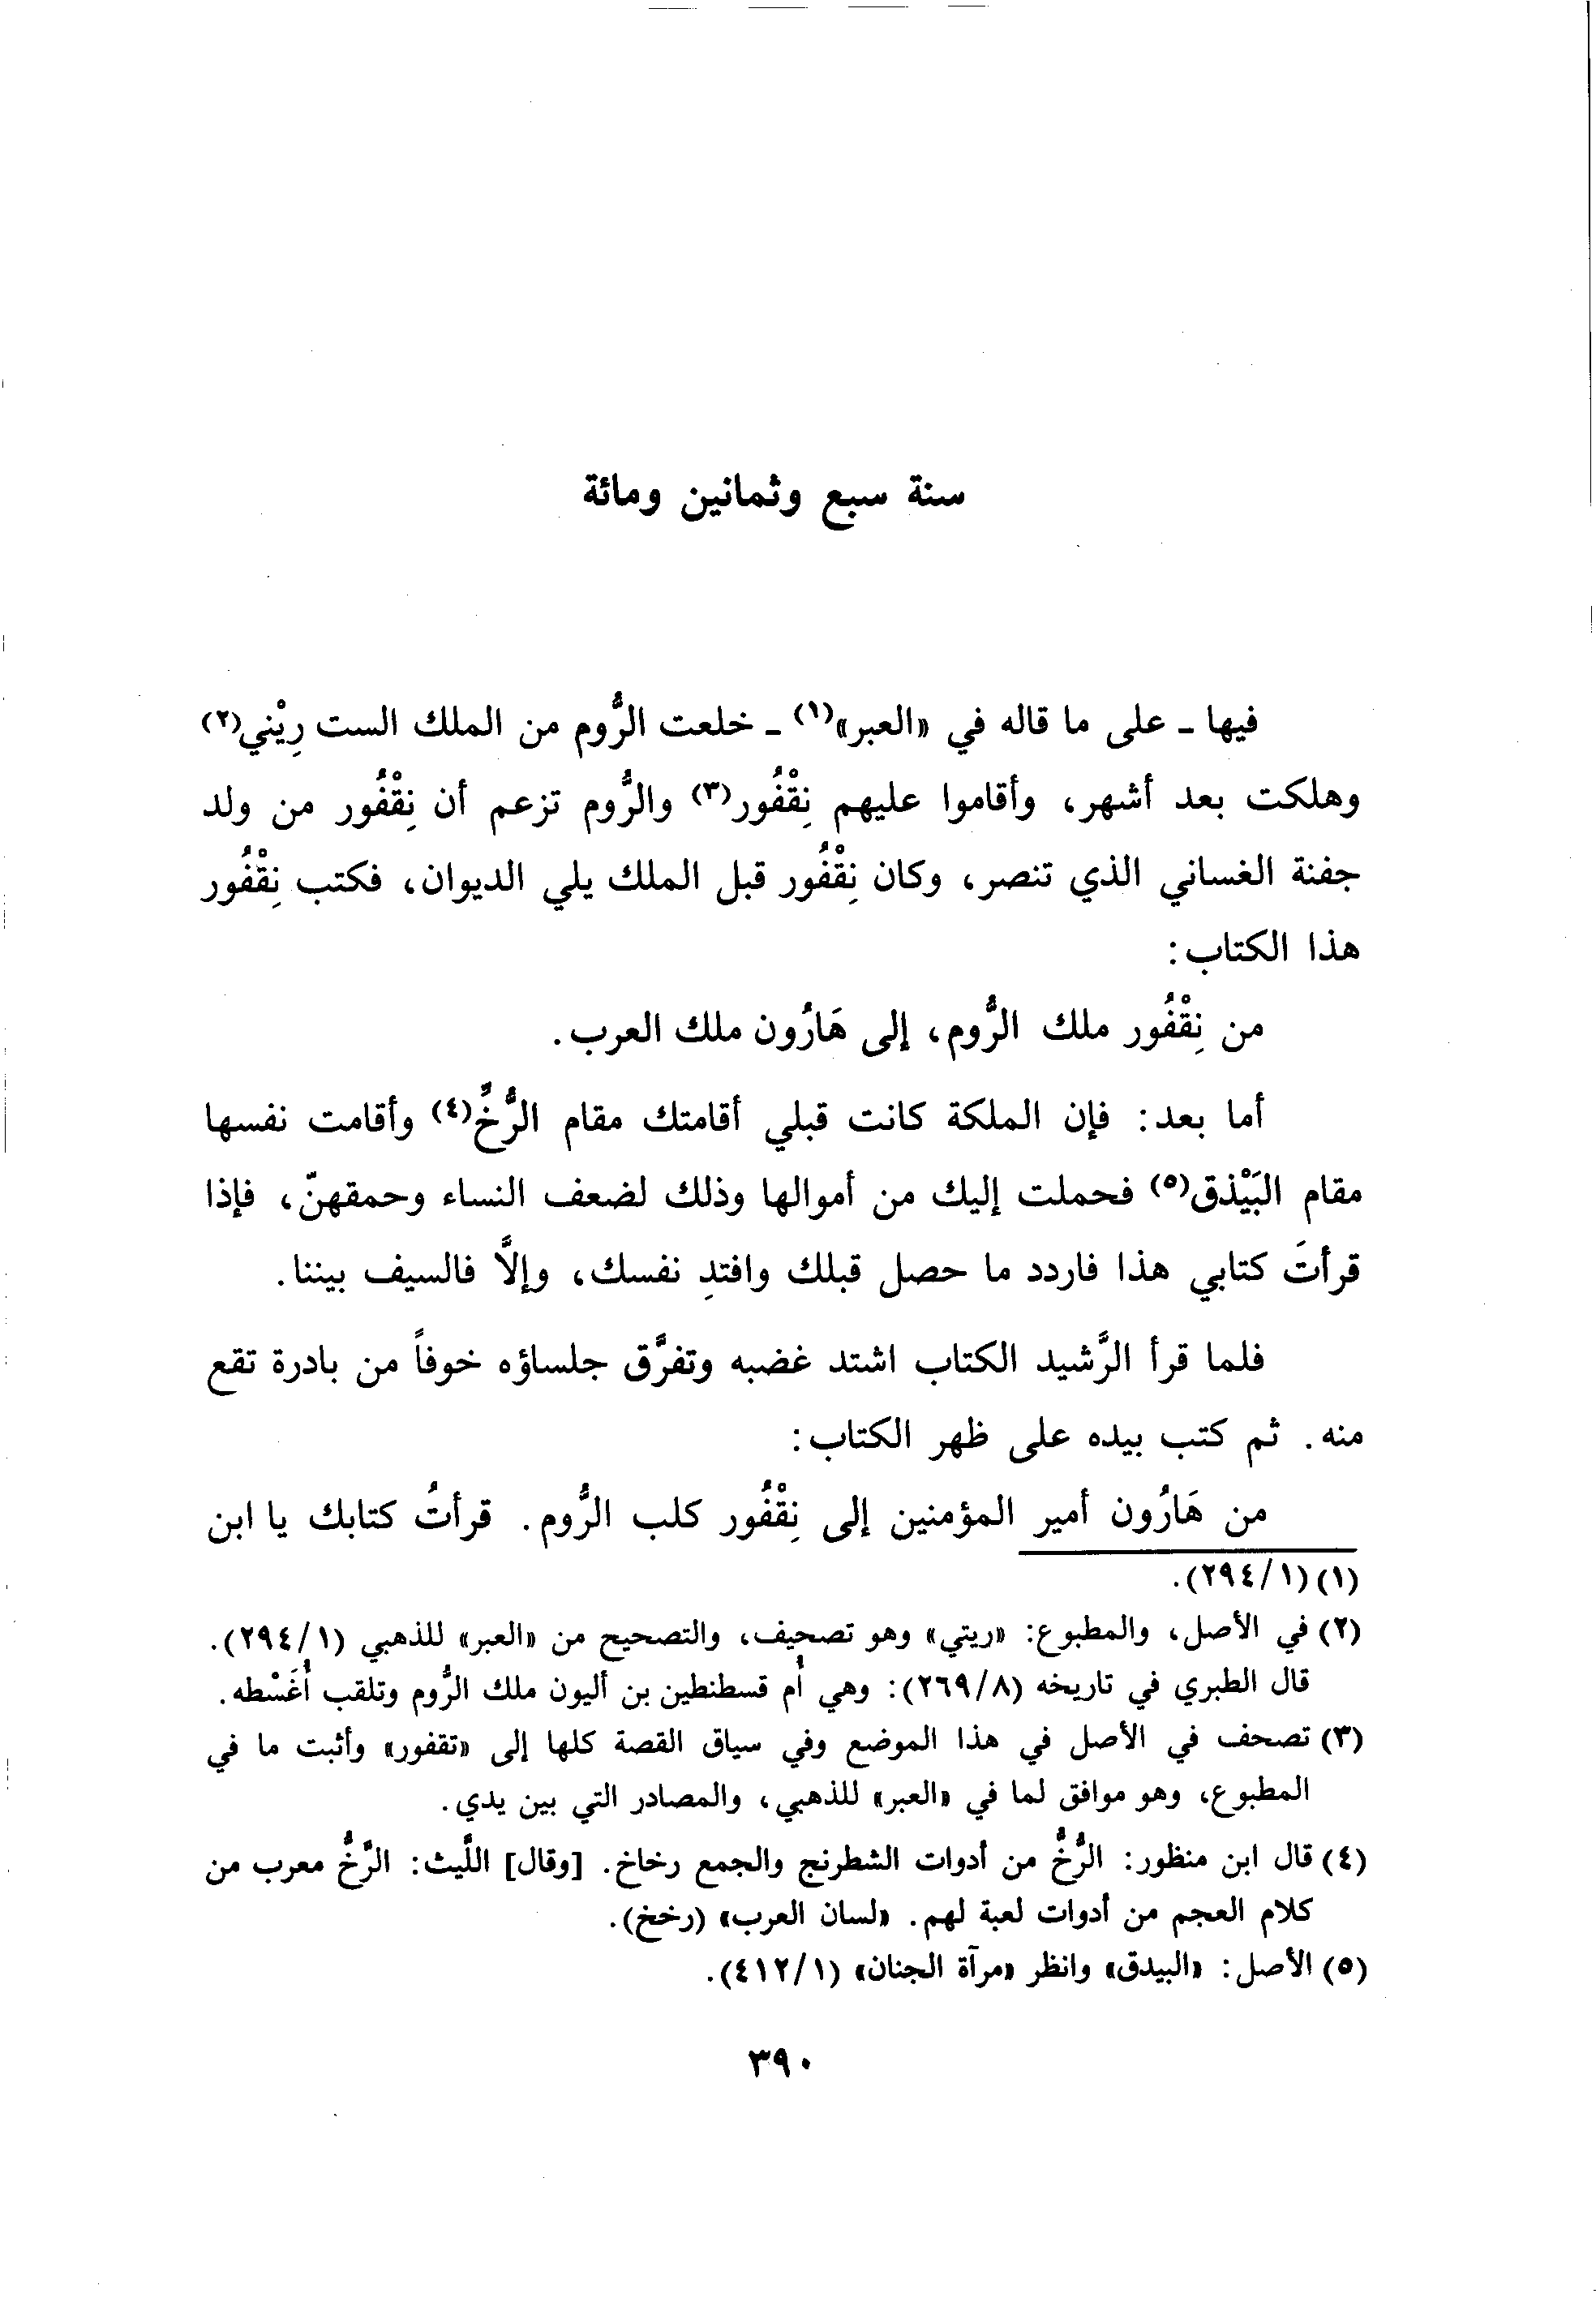 سنة سبع وثمانين ومائة
فيها - على ما قاله في «العبر»(١) - خلعت الرُّوم من الملك الست رِيْني(٢)
وهلكت بعد أشهر، وأقاموا عليهم نِقْفُور(٣) والرُّوم تزعم أن نِقْفُور من ولد
جفنة الغساني الذي تنصر، وكان نِقْفُور قبل الملك يلي الديوان، فكتب نِقْفُور
هذا الكتاب:
من نِقْفُور ملك الرُّوم، إلى هَارُون ملك العرب.
أما بعد: فإن الملكة كانت قبلي أقامتك مقام الرُّخِّ(٤) وأقامت نفسها
مقام البَيْذق(٥) فحملت إليك من أموالها وذلك لضعف النساء وحمقهنّ، فإذا
قرأتَ كتابي هذا فاردد ما حصل قبلك وافتدِ نفسك، وإلاَّ فالسيف بيننا.
فلما قرأ الرَّشيد الكتاب اشتد غضبه وتفرَّق جلساؤه خوفاً من بادرة تقع
منه. ثم كتب بيده على ظهر الكتاب:
من هَارُون أمير المؤمنين إلى نِقْفُور كلب الرُّوم. قرأتُ كتابك يا ابن
(١) (٢٩٤/١).
(٢) في الأصل، والمطبوع: «ريتي» وهو تصحيف، والتصحيح من «العبر» للذهبي (٢٩٤/١).
قال الطبري في تاريخه (٢٦٩/٨): وهي أُم قسطنطين بن أليون ملك الرُّوم وتلقب أُغَسْطه.
(٣) تصحف في الأصل في هذا الموضع وفي سياق القصة كلها إلى «تقفور» وأثبت ما في
المطبوع، وهو موافق لما في «العبر» للذهبي، والمصادر التي بين يدي.
(٤) قال ابن منظور: الرُّخُّ من أدوات الشطرنج والجمع رخاخ. [وقال] اللَّيث: الرَّخُّ معرب من
كلام العجم من أدوات لعبة لهم. «لسان العرب» (رخخ).
(٥) الأصل: «البيدق» وانظر «مرآة الجنان» (٤١٢/١).
٣٩٠